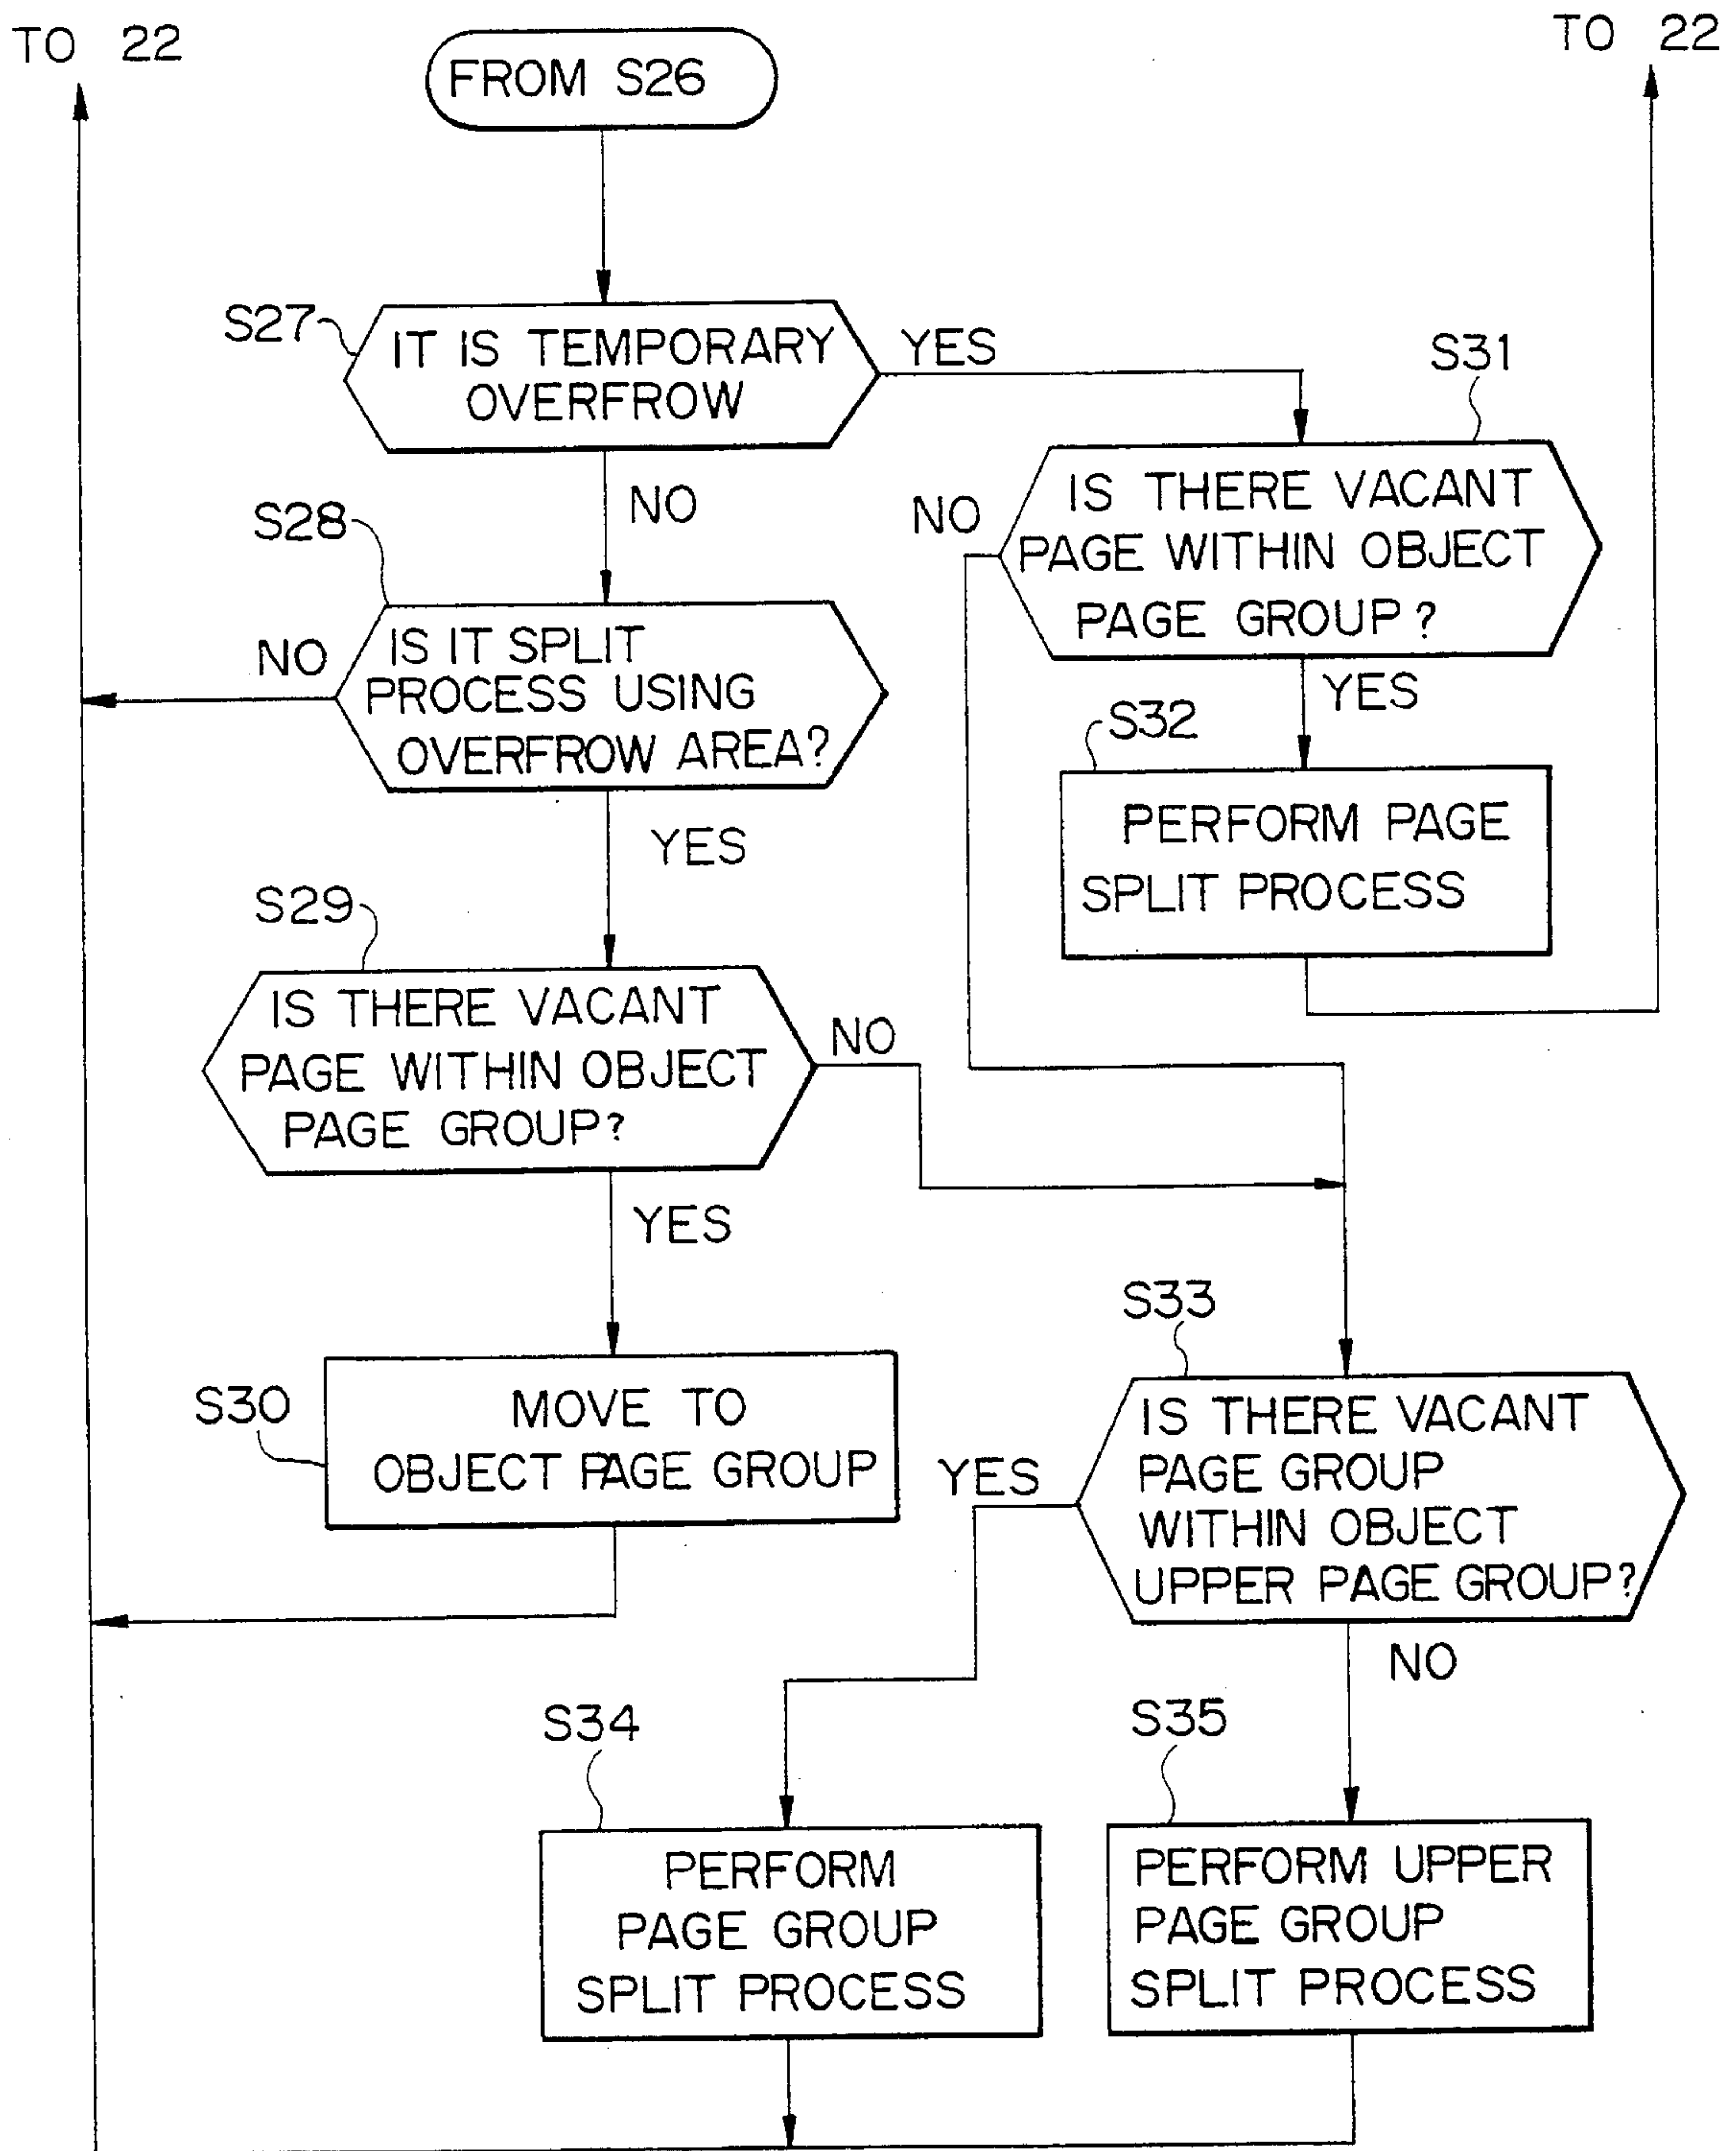 TO 22
FROM S26
TO 22
S27
IT IS TEMPORARY
OVERFROW
YES
NO
S31
IS THERE VACANT
PAGE WITHIN OBJECT
PAGE GROUP?
NO
YES
S28
IS IT SPLIT
PROCESS USING
OVERFROW AREA?
NO
YES
S32
PERFORM PAGE
SPLIT PROCESS
S29
IS THERE VACANT
PAGE WITHIN OBJECT
PAGE GROUP?
NO
YES
S30
MOVE TO
OBJECT PAGE GROUP
S33
IS THERE VACANT
PAGE GROUP
WITHIN OBJECT
UPPER PAGE GROUP?
YES
NO
S34
PERFORM
PAGE GROUP
SPLIT PROCESS
S35
PERFORM UPPER
PAGE GROUP
SPLIT PROCESS